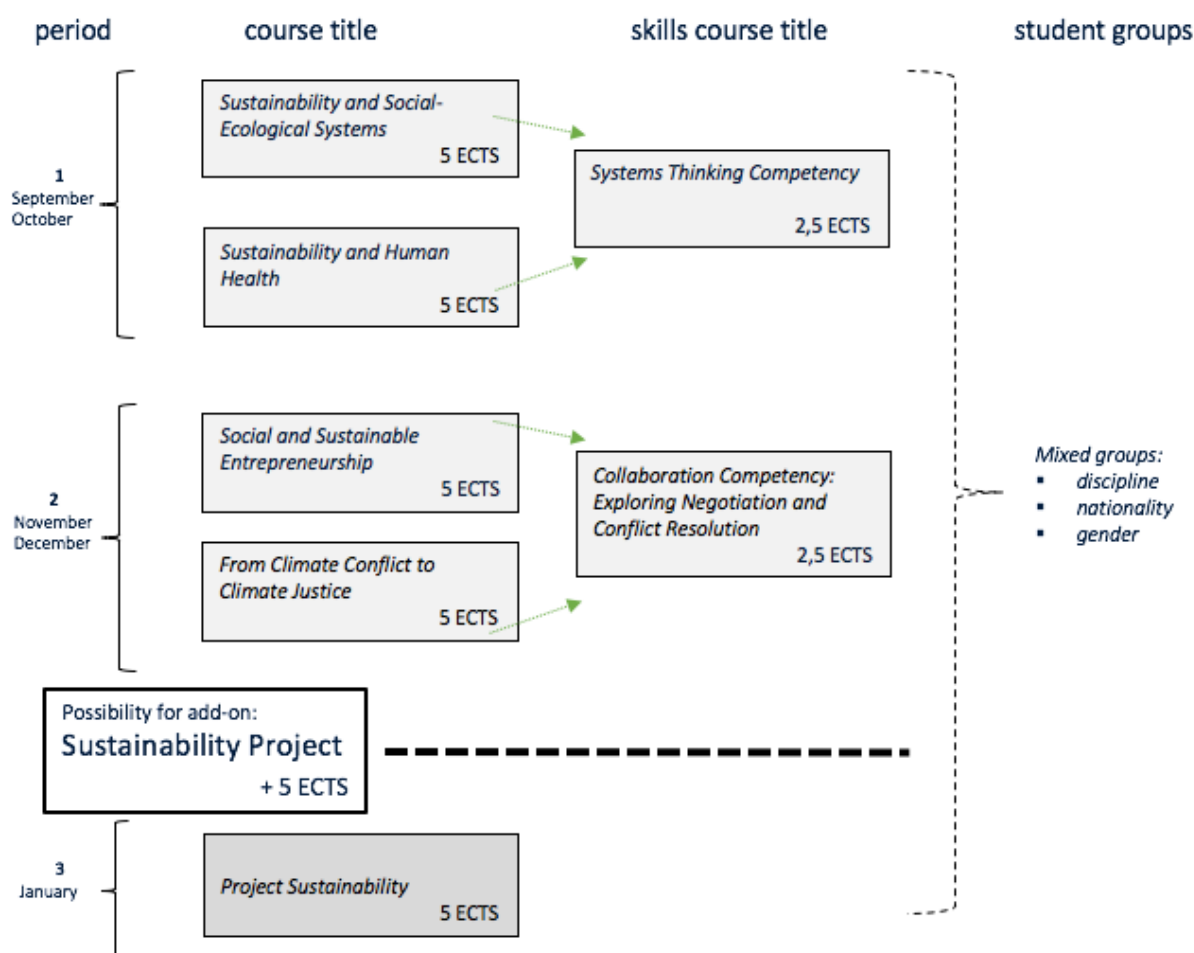 period
course title
skills course title
student groups
1
September
October
Sustainability and Social-
Ecological Systems
5 ECTS
Sustainability and Human
Health
5 ECTS
Systems Thinking Competency
2,5 ECTS
2
November
December
Social and Sustainable
Entrepreneurship
5 ECTS
From Climate Conflict to
Climate Justice
5 ECTS
Collaboration Competency:
Exploring Negotiation and
Conflict Resolution
2,5 ECTS
Mixed groups:
▪ discipline
▪ nationality
▪ gender
Possibility for add-on:
Sustainability Project
+ 5 ECTS
3
January
Project Sustainability
5 ECTS